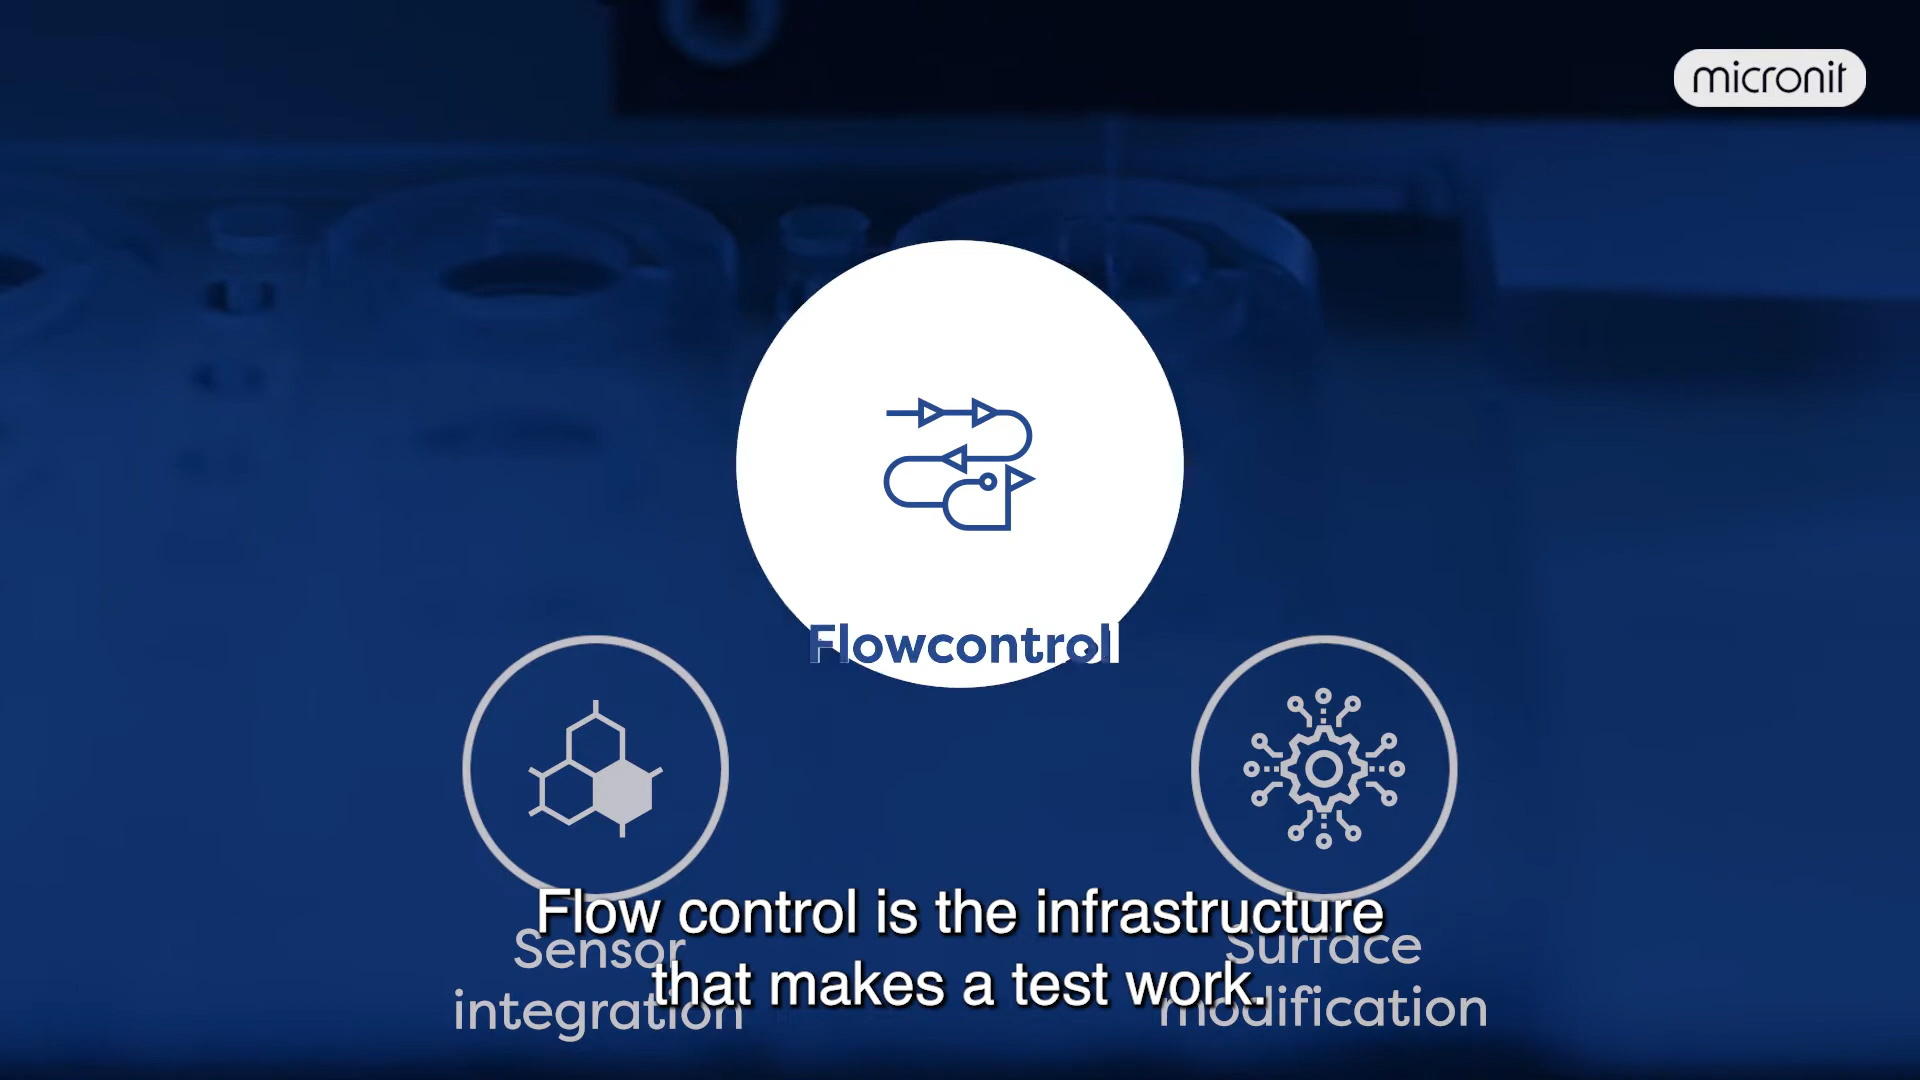 micronit
Flowcontrol
Flow control is the infrastructure
that makes a test work.
Sensor
integration
Surface
modification